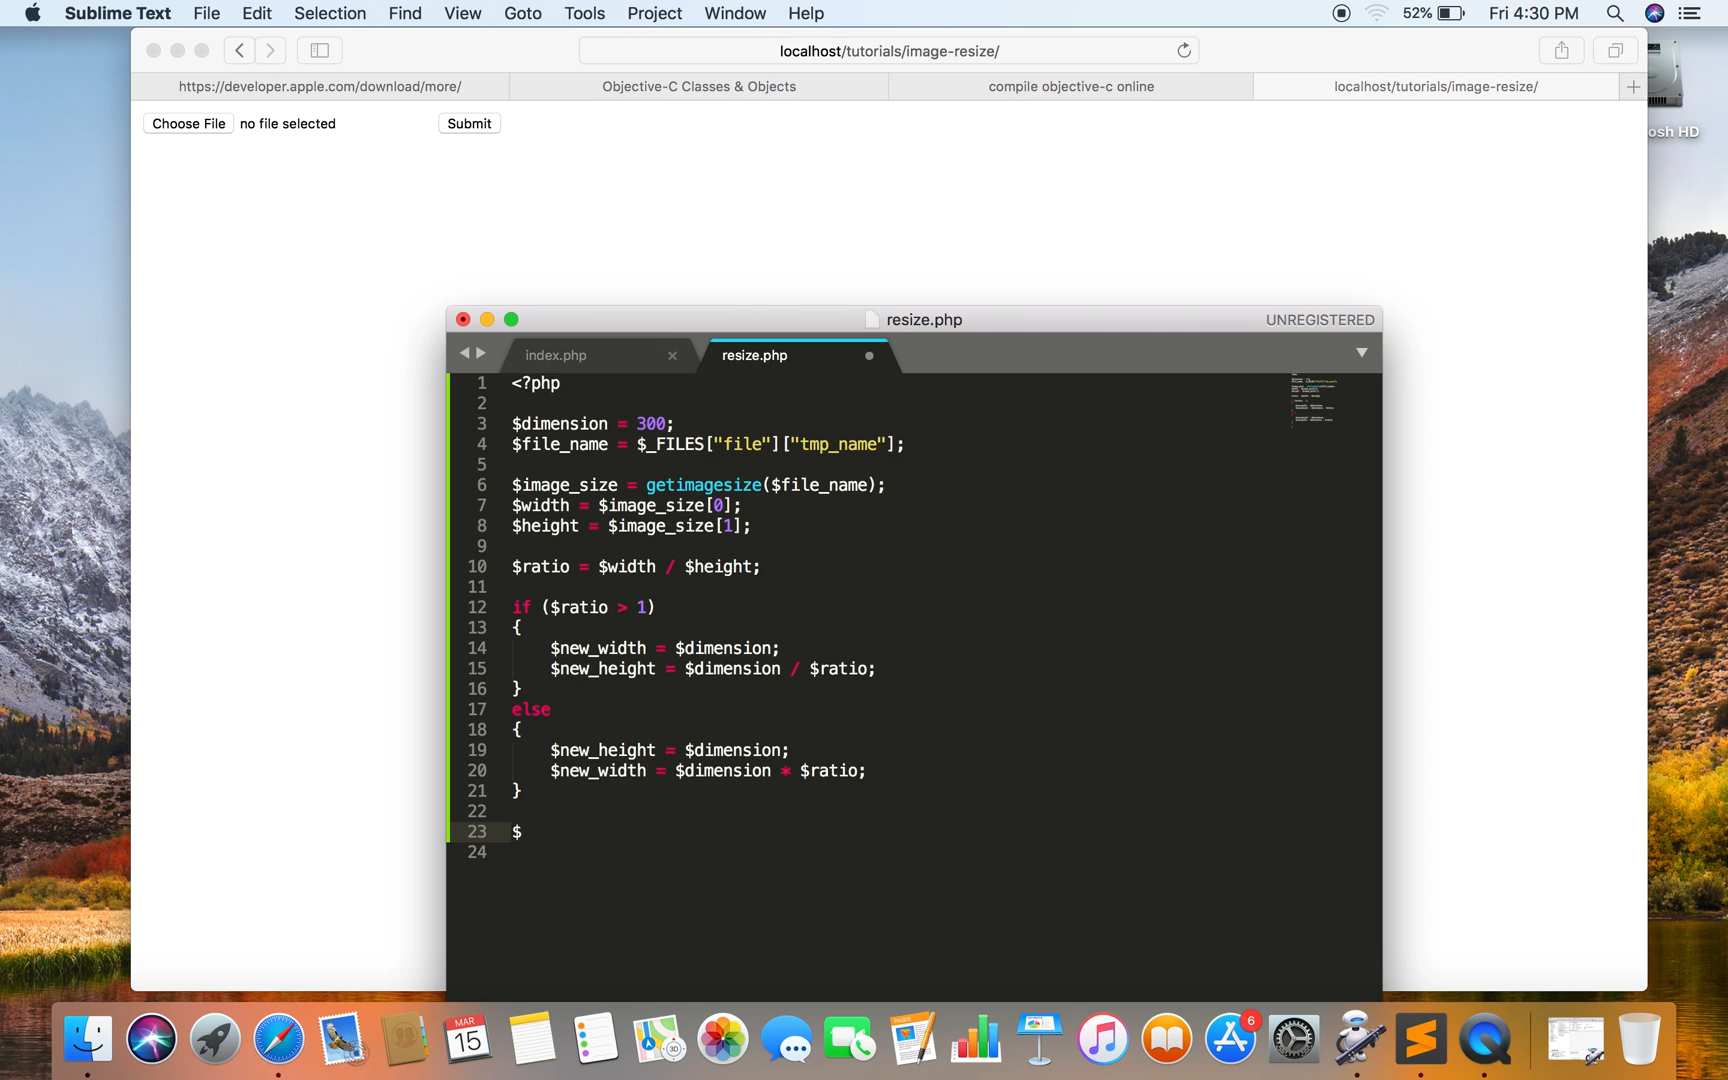 Sublime Text File Edit Selection Find View Goto Tools Project Window Help 52% Fri 4:30 PM
localhost/tutorials/image-resize/
https://developer.apple.com/download/more/ Objective-C Classes & Objects compile objective-c online localhost/tutorials/image-resize/ +
Choose File no file selected Submit
osh HD
resize.php UNREGISTERED
index.php × resize.php
1 <?php
2
3 $dimension = 300;
4 $file_name = $_FILES["file"]["tmp_name"];
5
6 $image_size = getimagesize($file_name);
7 $width = $image_size[0];
8 $height = $image_size[1];
9
10 $ratio = $width / $height;
11
12 if ($ratio > 1)
13 {
14 $new_width = $dimension;
15 $new_height = $dimension / $ratio;
16 }
17 else
18 {
19 $new_height = $dimension;
20 $new_width = $dimension * $ratio;
21 }
22
23 $
24
MAR
15
3D
PAGES
6